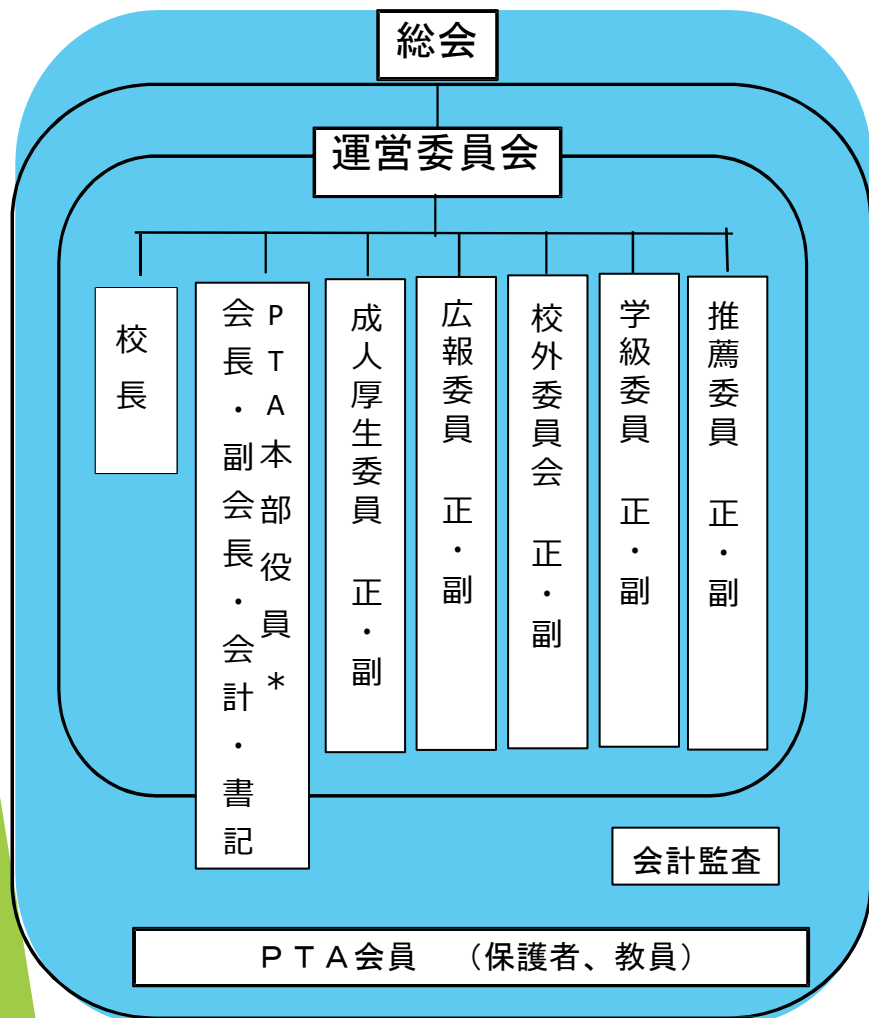 総会
運営委員会
校長
PTA本部役員*
会長・副会長・会計・書記
成人厚生委員 正・副
広報委員 正・副
校外委員会 正・副
学級委員 正・副
推薦委員 正・副
会計監査
ＰＴＡ会員 （保護者、教員）